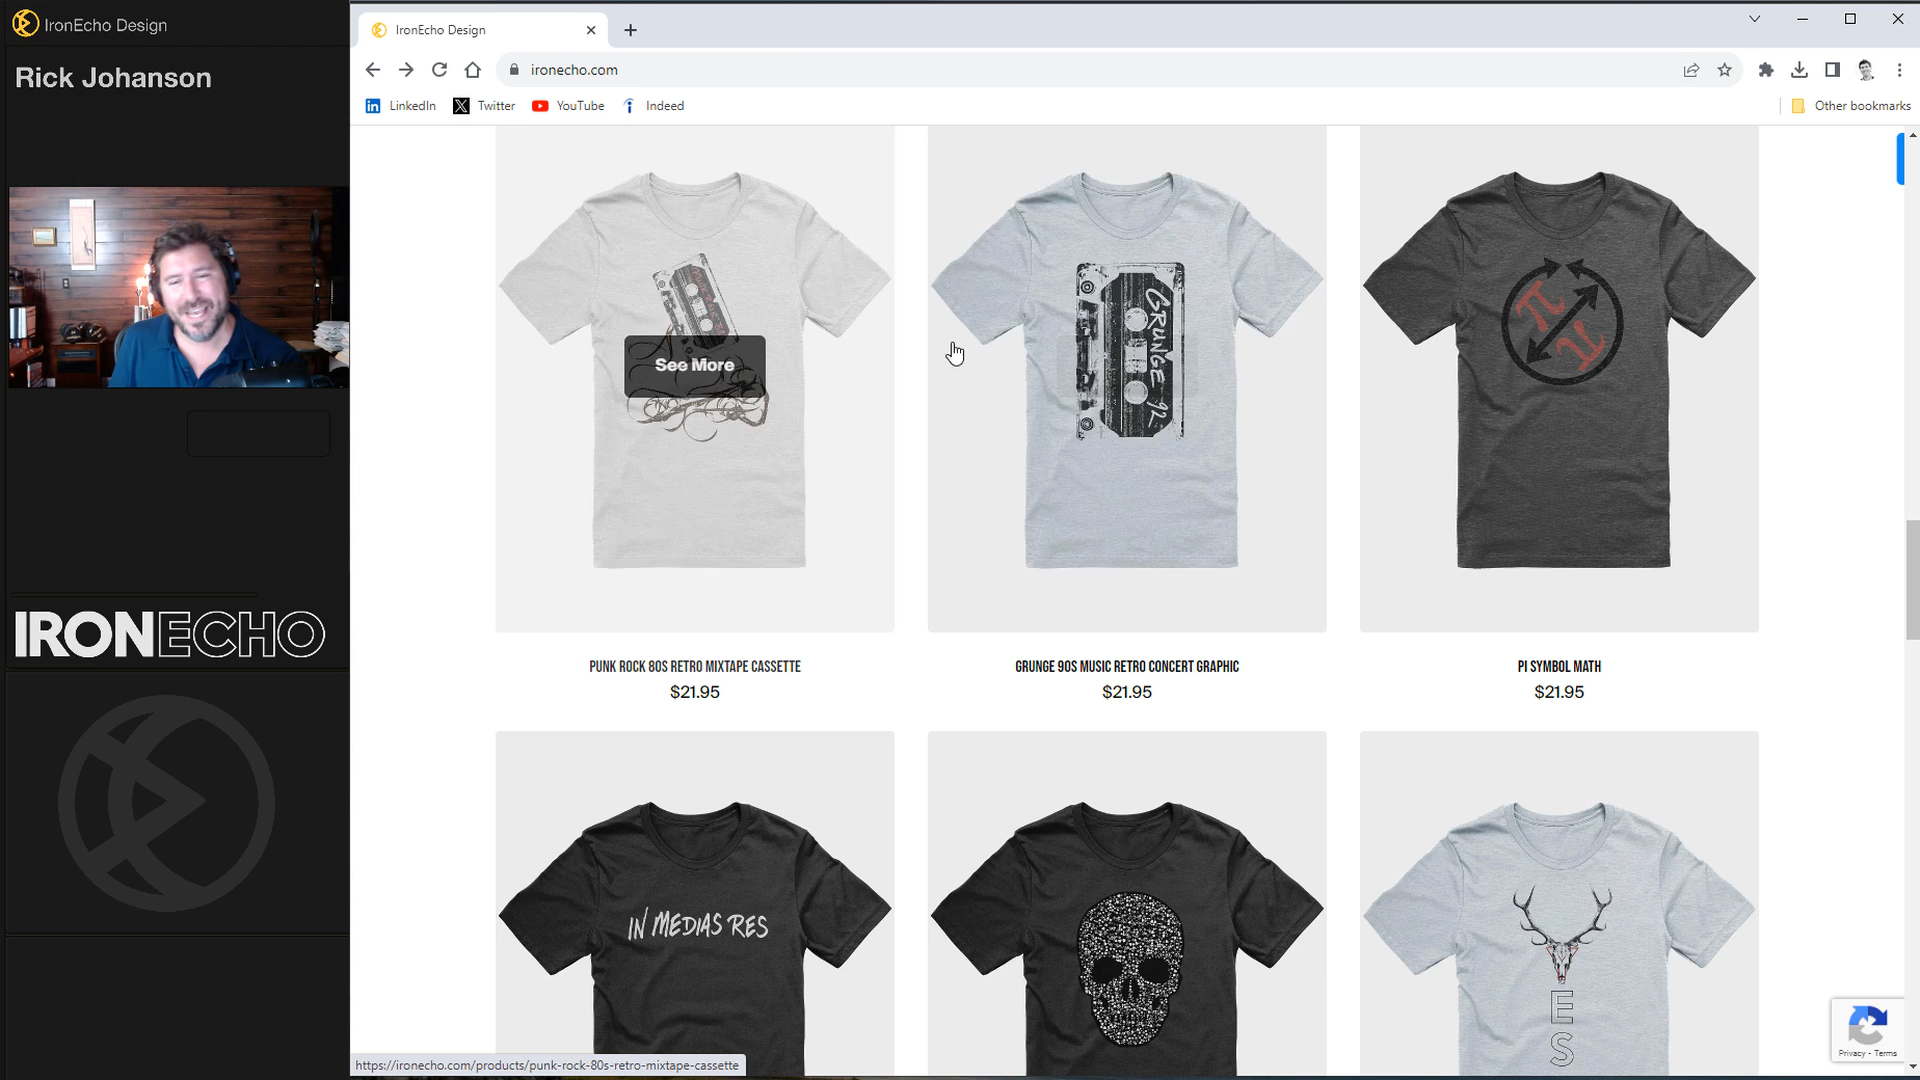 IronEcho Design
Rick Johanson
IRONECHO
IronEcho Design
ironecho.com
LinkedIn
Twitter
YouTube
Indeed
Other bookmarks
See More
GRUNGE 92
π
π
PUNK ROCK 80S RETRO MIXTAPE CASSETTE
$21.95
GRUNGE 90S MUSIC RETRO CONCERT GRAPHIC
$21.95
PI SYMBOL MATH
$21.95
IN MEDIAS RES
E
S
Privacy - Terms
https://ironecho.com/products/punk-rock-80s-retro-mixtape-cassette